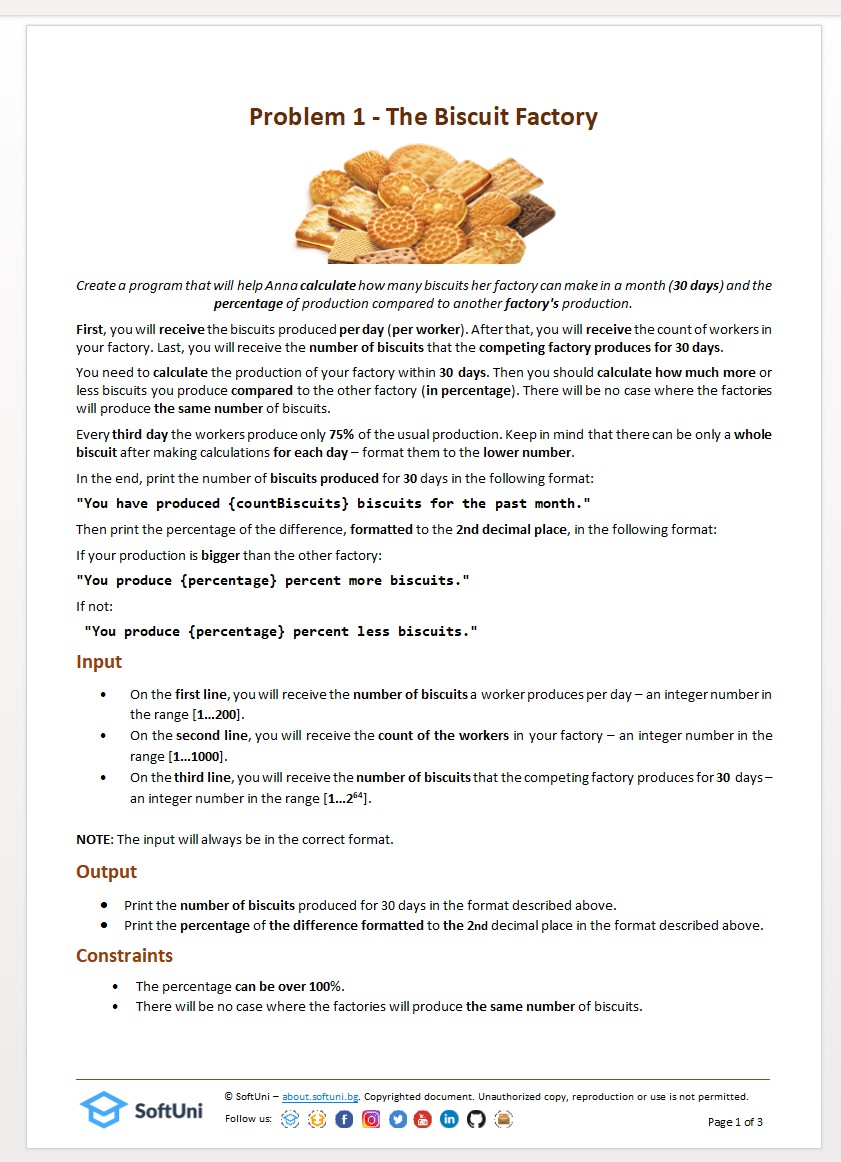 Problem 1 - The Biscuit Factory
Create a program that will help Anna calculate how many biscuits her factory can make in a month (30 days) and the
percentage of production compared to another factory's production.
First, you will receive the biscuits produced per day (per worker). After that, you will receive the count of workers in
your factory. Last, you will receive the number of biscuits that the competing factory produces for 30 days.
You need to calculate the production of your factory within 30 days. Then you should calculate how much more or
less biscuits you produce compared to the other factory (in percentage). There will be no case where the factories
will produce the same number of biscuits.
Every third day the workers produce only 75% of the usual production. Keep in mind that there can be only a whole
biscuit after making calculations for each day – format them to the lower number.
In the end, print the number of biscuits produced for 30 days in the following format:
"You have produced {countBiscuits} biscuits for the past month."
Then print the percentage of the difference, formatted to the 2nd decimal place, in the following format:
If your production is bigger than the other factory:
"You produce {percentage} percent more biscuits."
If not:
"You produce {percentage} percent less biscuits."
Input
• On the first line, you will receive the number of biscuits a worker produces per day – an integer number in
the range [1…200].
• On the second line, you will receive the count of the workers in your factory – an integer number in the
range [1…1000].
• On the third line, you will receive the number of biscuits that the competing factory produces for 30 days –
an integer number in the range [1…2⁶⁴].
NOTE: The input will always be in the correct format.
Output
• Print the number of biscuits produced for 30 days in the format described above.
• Print the percentage of the difference formatted to the 2nd decimal place in the format described above.
Constraints
• The percentage can be over 100%.
• There will be no case where the factories will produce the same number of biscuits.
SoftUni
© SoftUni – about.softuni.bg. Copyrighted document. Unauthorized copy, reproduction or use is not permitted.
Follow us:
Page 1 of 3